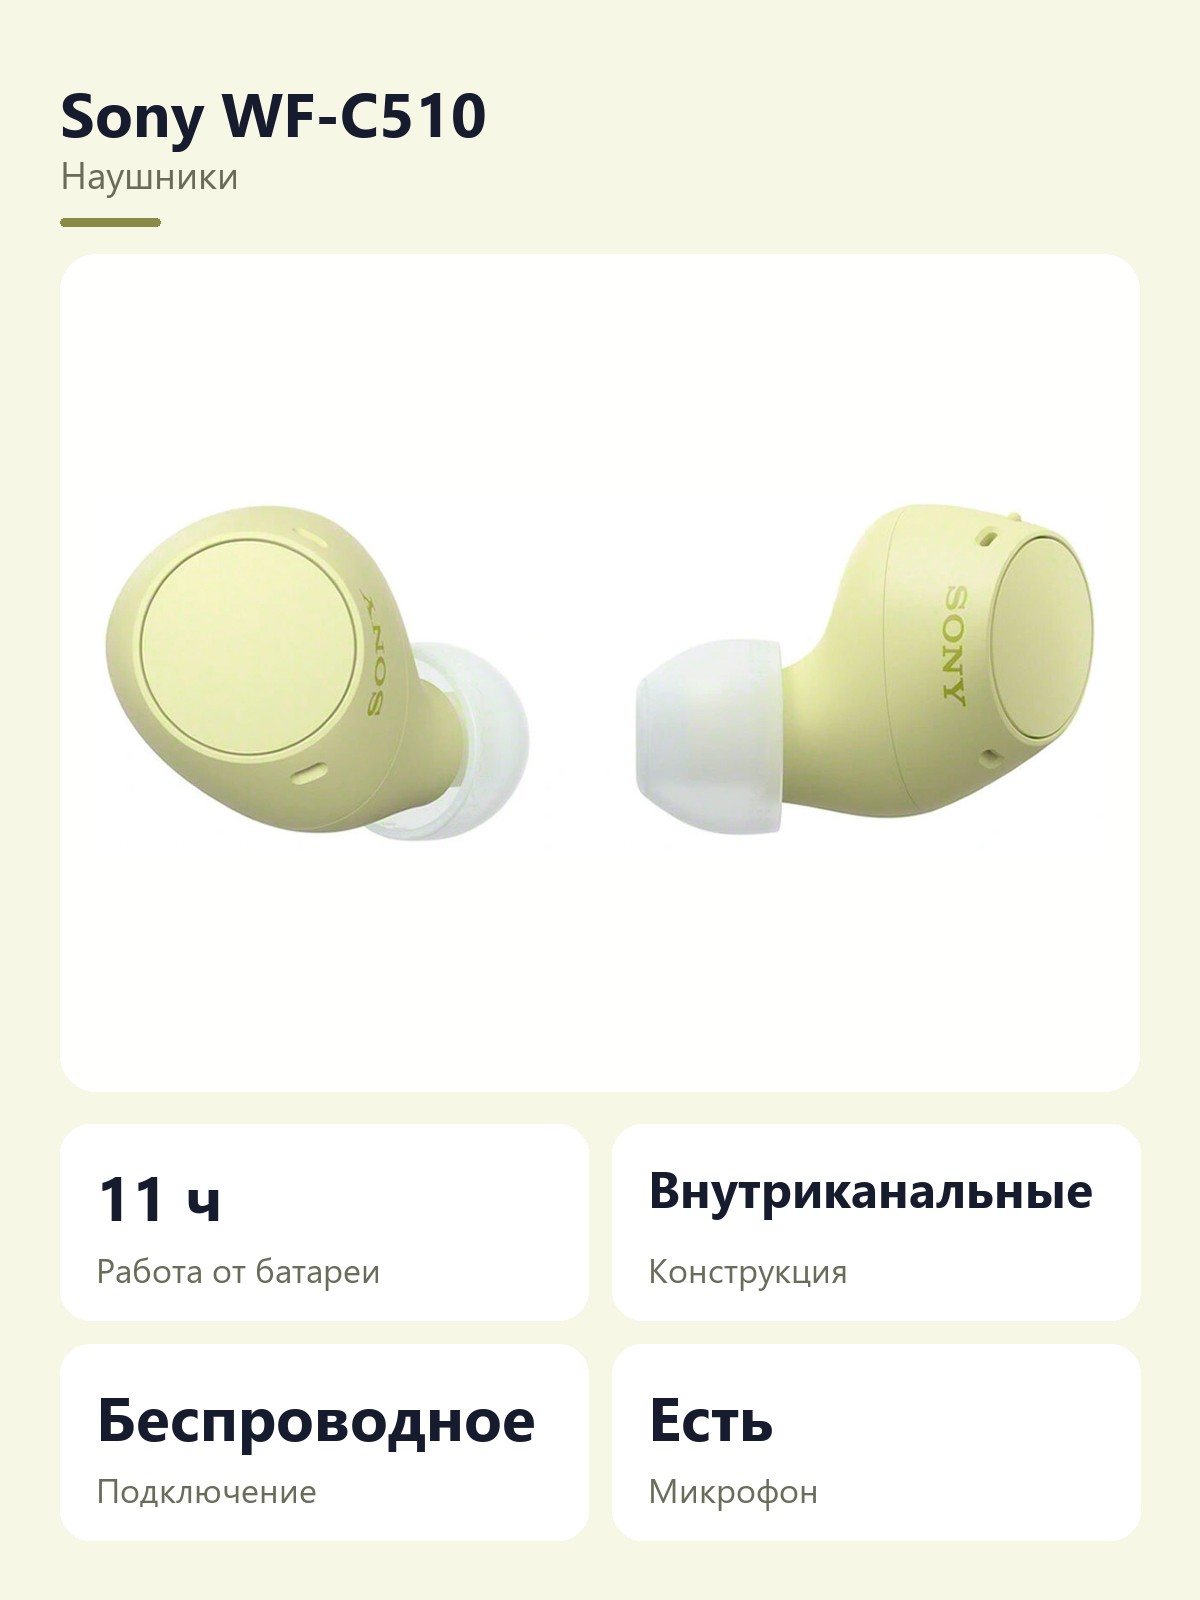 Sony WF-C510
Наушники
SONY
SONY
11 ч
Работа от батареи
Внутриканальные
Конструкция
Беспроводное
Подключение
Есть
Микрофон